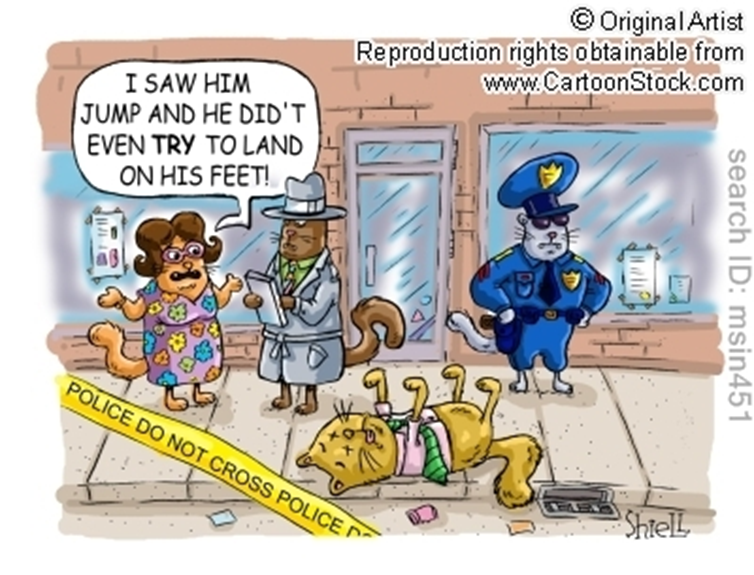 © Original Artist
Reproduction rights obtainable from
www.CartoonStock.com
I SAW HIM
JUMP AND HE DID'T
EVEN TRY TO LAND
ON HIS FEET!
search ID: msin451
POLICE DO NOT CROSS POLICE DO
Shiell